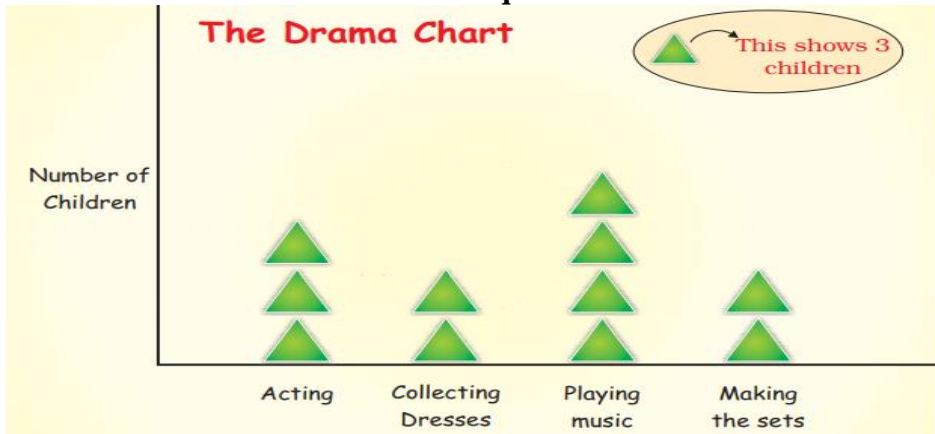 The Drama Chart
This shows 3
children
Number of
Children
Acting
Collecting
Dresses
Playing
music
Making
the sets